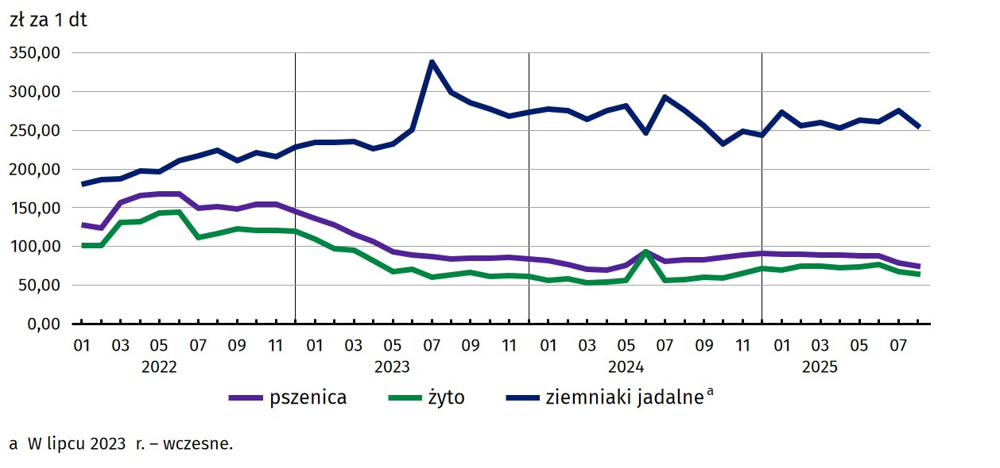 zł za 1 dt
350,00
300,00
250,00
200,00
150,00
100,00
50,00
0,00
01 03 05 07 09 11 01 03 05 07 09 11 01 03 05 07 09 11 01 03 05 07
2022 2023 2024 2025
pszenica żyto ziemniaki jadalneᵃ
a W lipcu 2023 r. – wczesne.